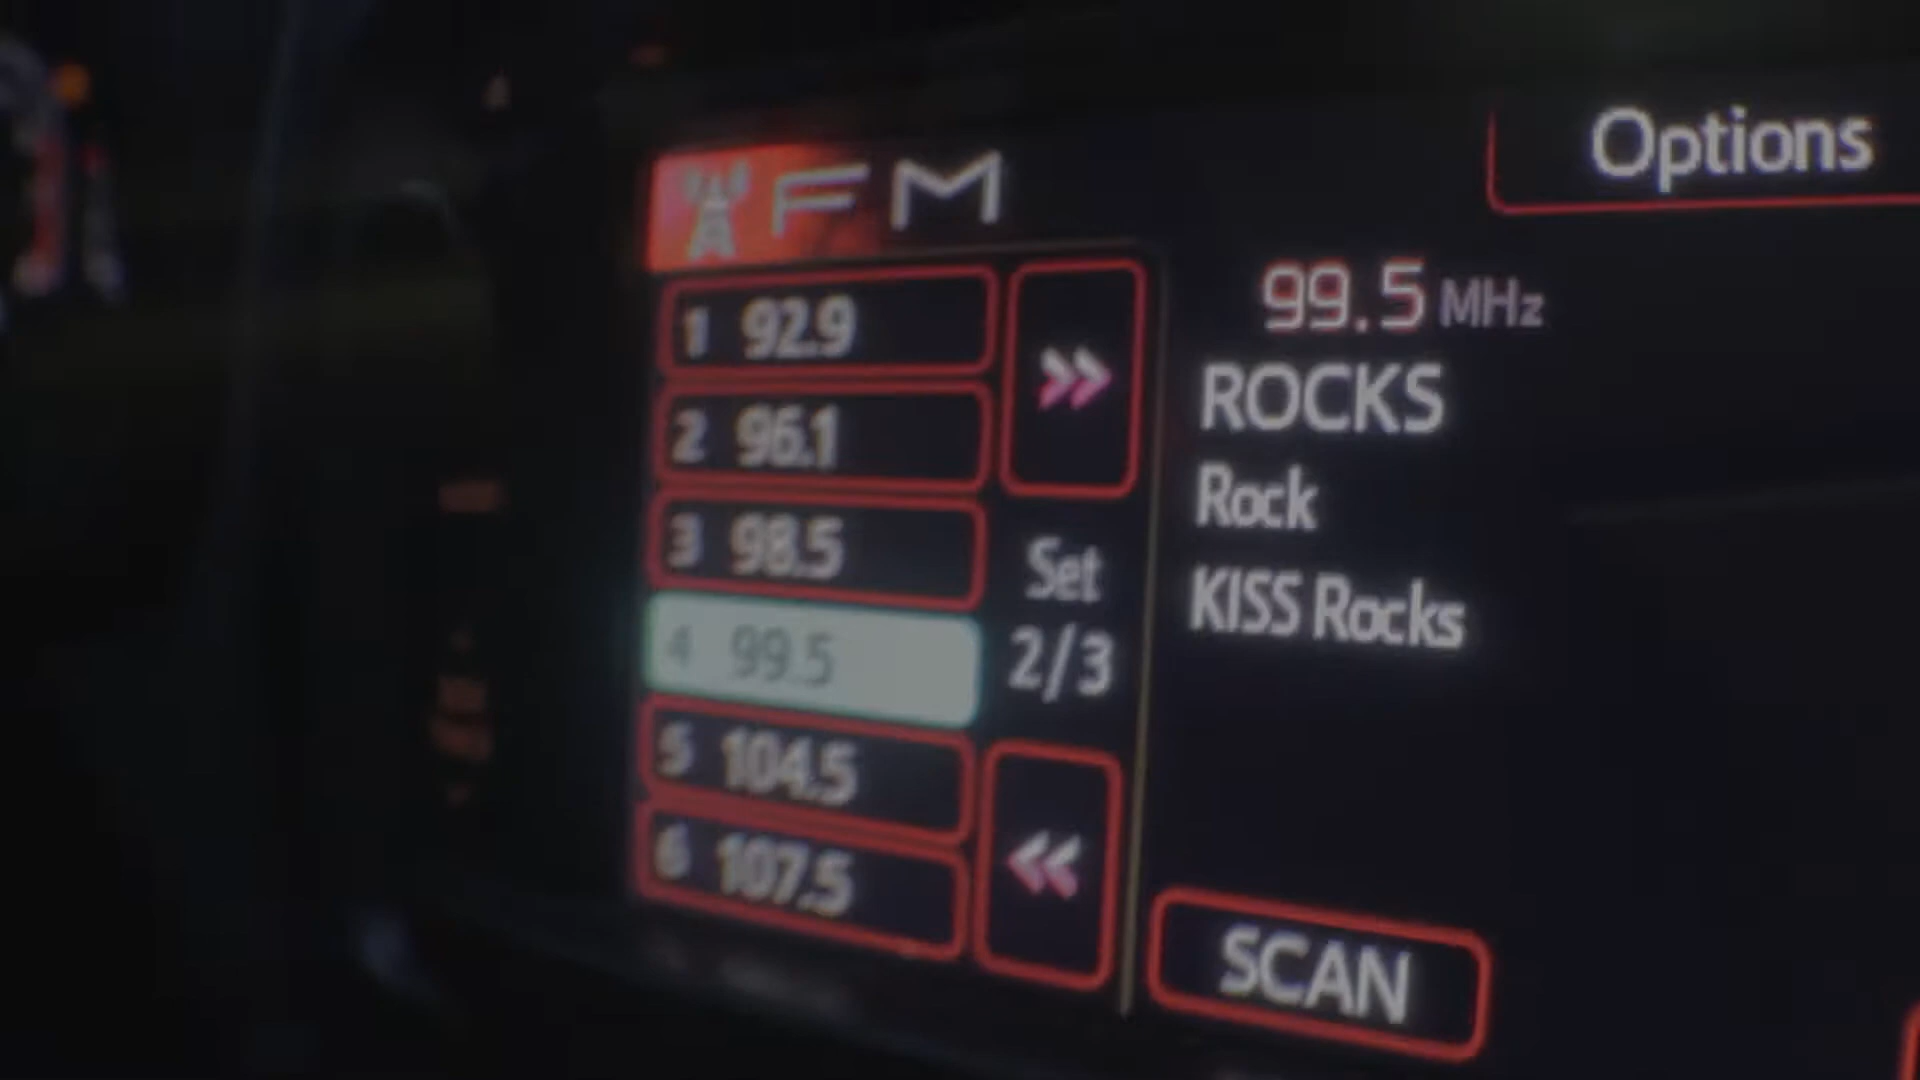 FM
Options
1 92.9
2 96.1
3 98.5
4 99.5
5 104.5
6 107.5
Set
2/3
99.5 MHz
ROCKS
Rock
KISS Rocks
SCAN